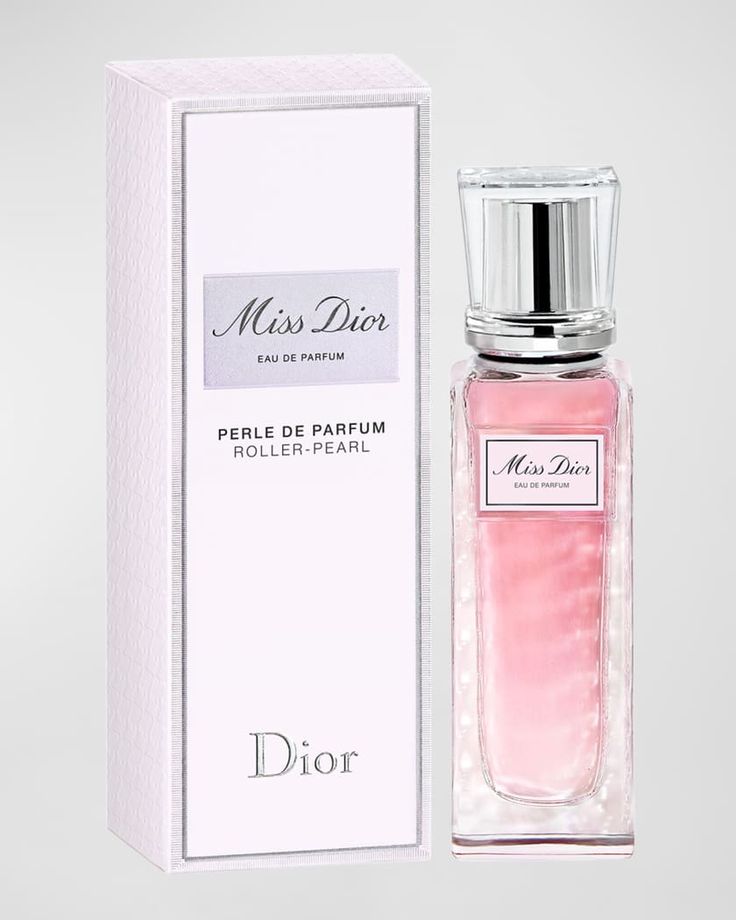 Miss Dior
EAU DE PARFUM
PERLE DE PARFUM
ROLLER-PEARL
Dior
Miss Dior
EAU DE PARFUM